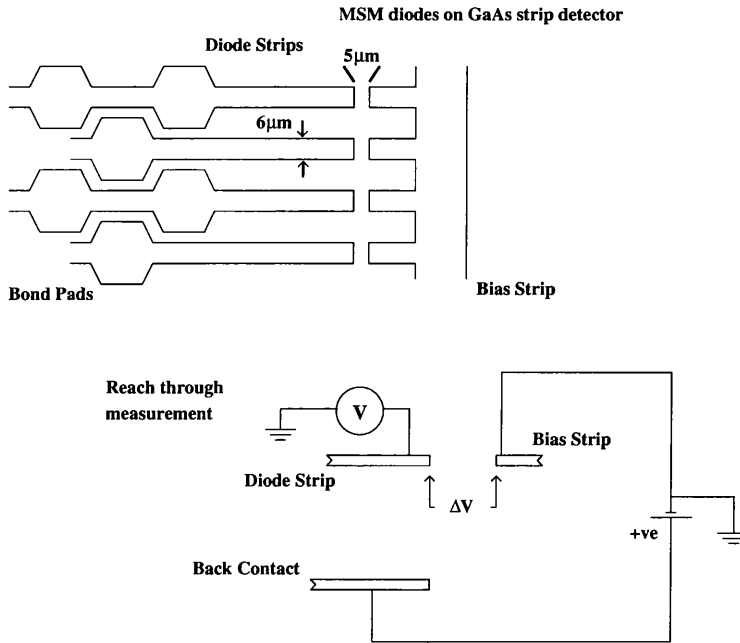 MSM diodes on GaAs strip detector
Diode Strips
5μm
6μm
Bond Pads
Bias Strip
Reach through
measurement
V
Bias Strip
Diode Strip
ΔV
+ve
Back Contact